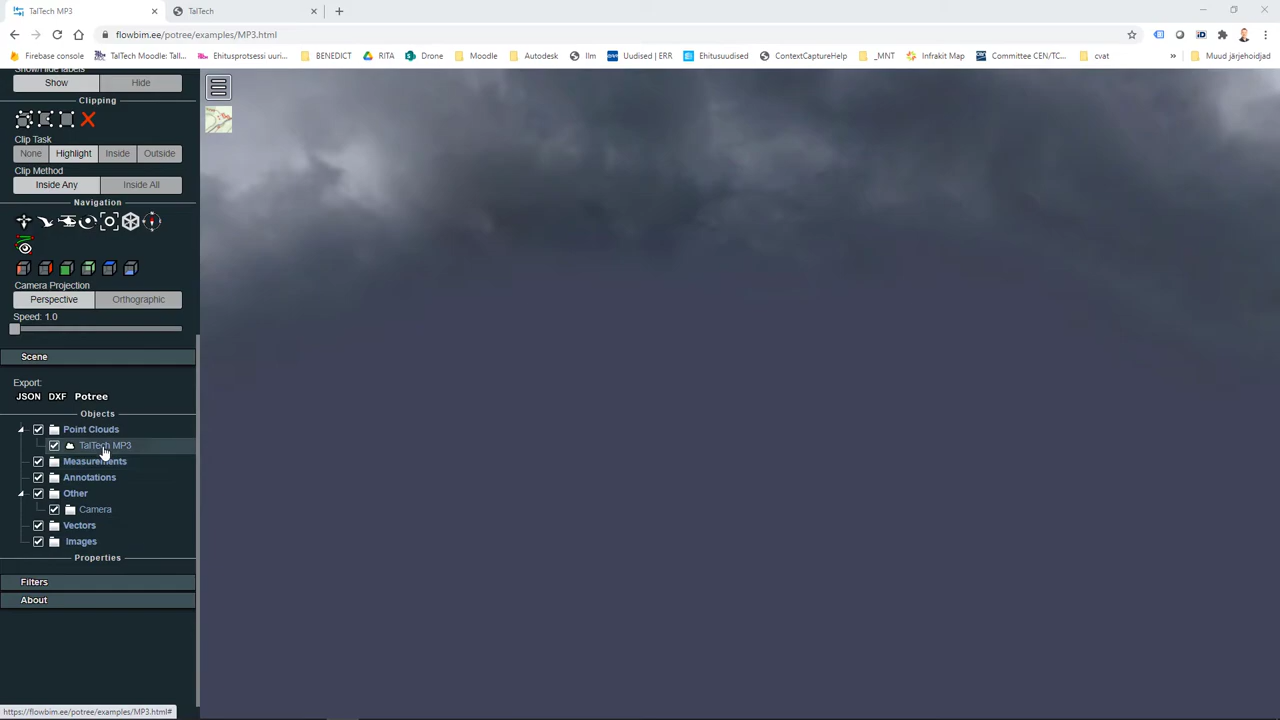 TalTech MP3
TalTech
flowbim.ee/potree/examples/MP3.html
Firebase console
TalTech Moodle: Tall...
Ehitusprotsessi uuri...
BENEDICT
RITA
Drone
Moodle
Autodesk
Ilm
Uudised | ERR
Ehitusuudised
ContextCaptureHelp
_MNT
Infrakit Map
Committee CEN/TC...
cvat
»
Muud järjehoidjad
Show/Hide labels
Show Hide
Clipping
Clip Task
None Highlight Inside Outside
Clip Method
Inside Any Inside All
Navigation
Camera Projection
Perspective Orthographic
Speed: 1.0
Scene
Export:
JSON DXF Potree
Objects
Point Clouds
TalTech MP3
Measurements
Annotations
Other
Camera
Vectors
Images
Properties
Filters
About
https://flowbim.ee/potree/examples/MP3.html#